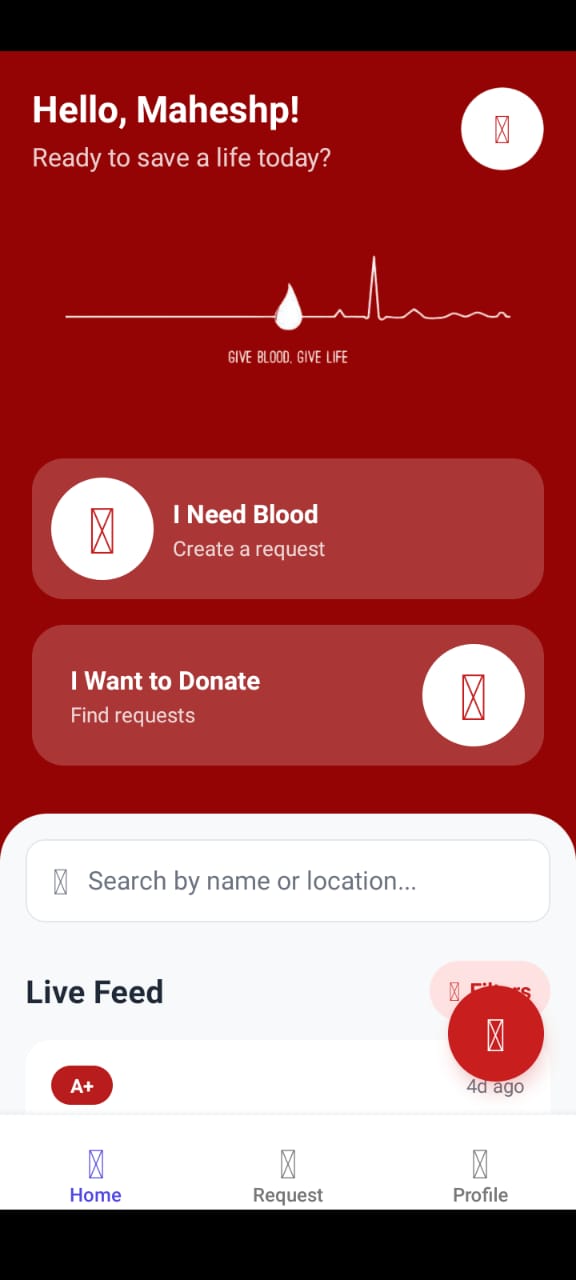 Hello, Maheshp!
Ready to save a life today?
GIVE BLOOD, GIVE LIFE
I Need Blood
Create a request
I Want to Donate
Find requests
Search by name or location...
Live Feed
Filters
A+
4d ago
Home
Request
Profile